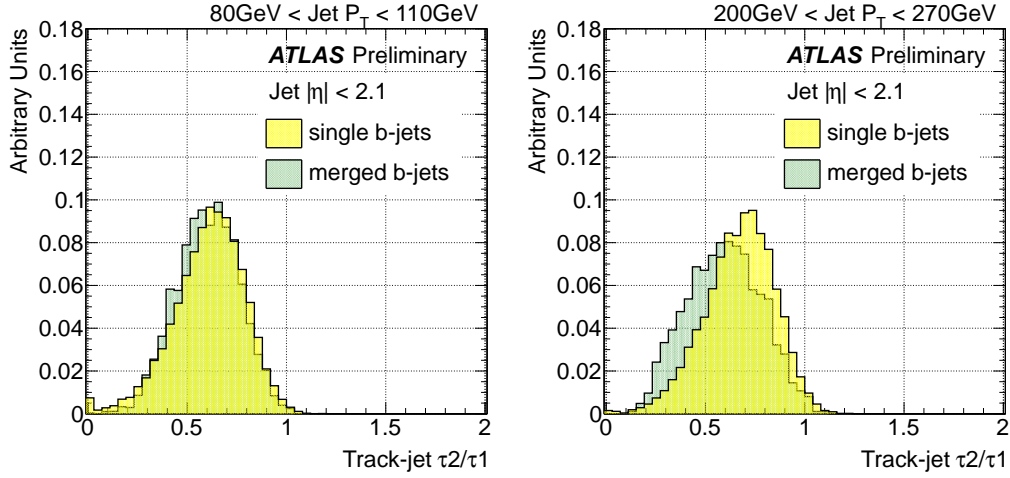 80GeV < Jet P_T < 110GeV
Arbitrary Units
0.18
0.16
0.14
0.12
0.1
0.08
0.06
0.04
0.02
0
ATLAS Preliminary
Jet |η| < 2.1
single b-jets
merged b-jets
0 0.5 1 1.5 2
Track-jet τ2/τ1
200GeV < Jet P_T < 270GeV
Arbitrary Units
0.18
0.16
0.14
0.12
0.1
0.08
0.06
0.04
0.02
0
ATLAS Preliminary
Jet |η| < 2.1
single b-jets
merged b-jets
0 0.5 1 1.5 2
Track-jet τ2/τ1